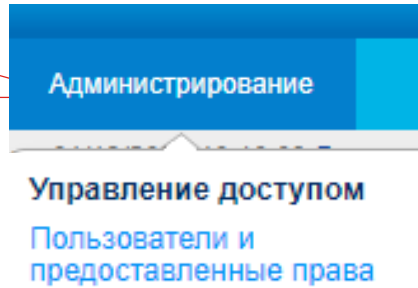 Администрирование
Управление доступом
Пользователи и
предоставленные права